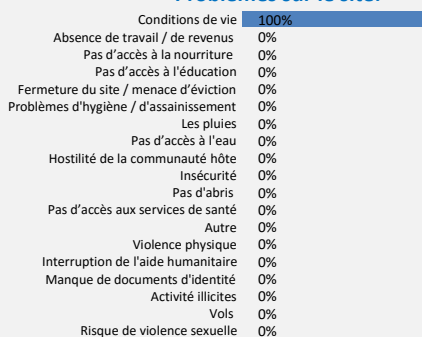 Problèmes sur le site:
Conditions de vie 100%
Absence de travail / de revenus 0%
Pas d'accès à la nourriture 0%
Pas d'accès à l'éducation 0%
Fermeture du site / menace d'éviction 0%
Problèmes d'hygiène / d'assainissement 0%
Les pluies 0%
Pas d'accès à l'eau 0%
Hostilité de la communauté hôte 0%
Insécurité 0%
Pas d'abris 0%
Pas d'accès aux services de santé 0%
Autre 0%
Violence physique 0%
Interruption de l'aide humanitaire 0%
Manque de documents d'identité 0%
Activité illicites 0%
Vols 0%
Risque de violence sexuelle 0%